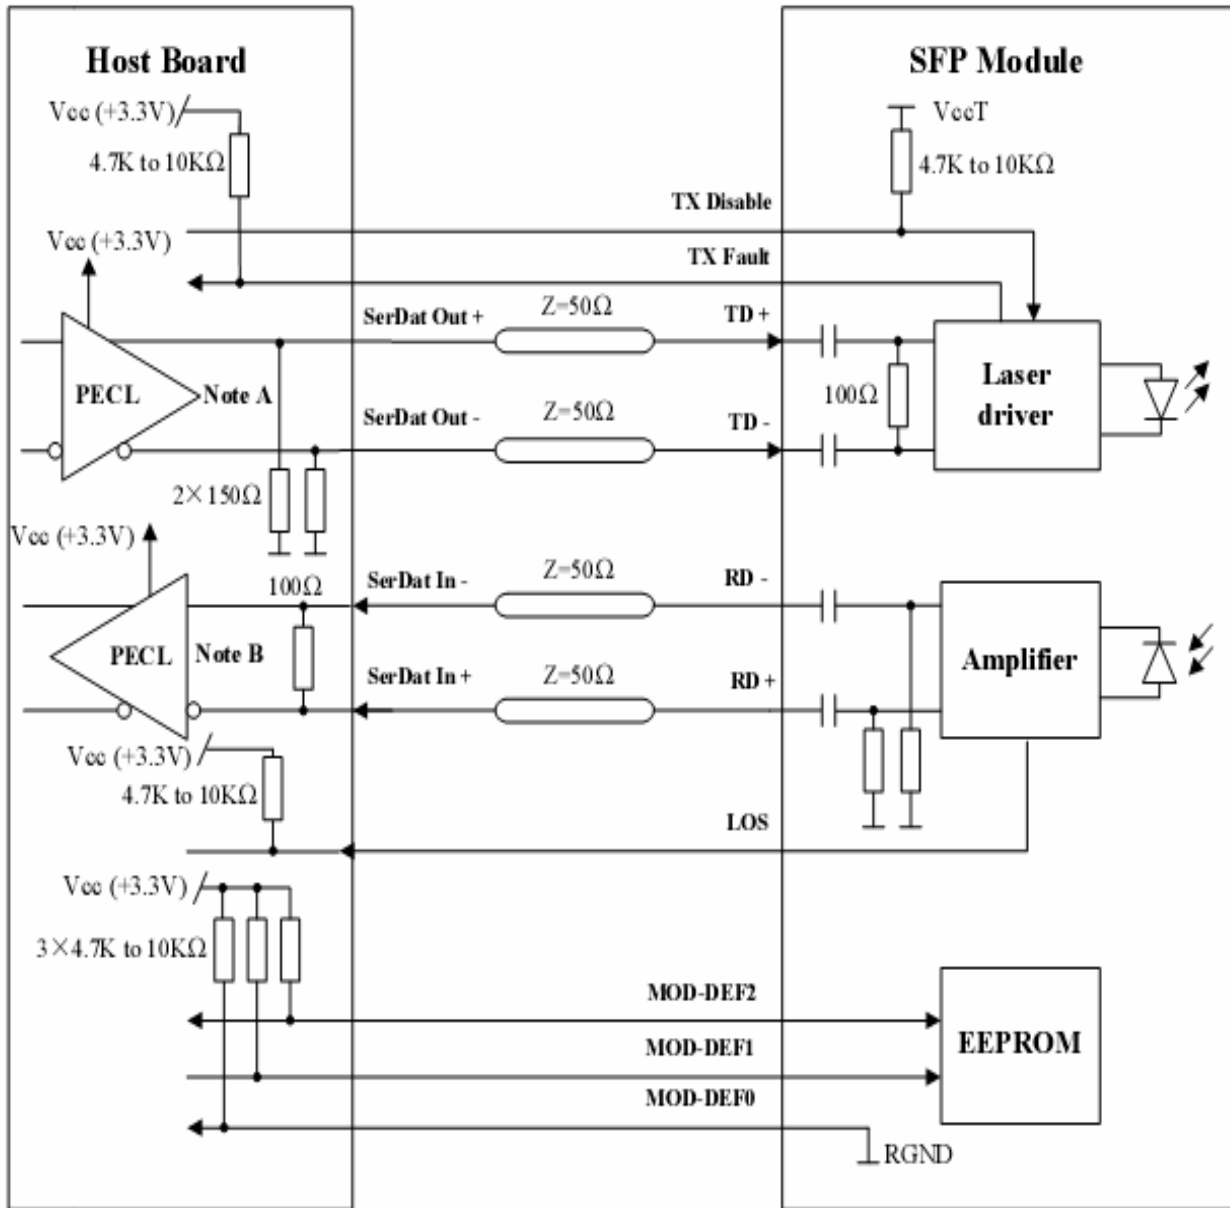 Host Board
SFP Module
Vcc (+3.3V)
VccT
4.7K to 10KΩ
4.7K to 10KΩ
TX Disable
Vcc (+3.3V)
TX Fault
SerDat Out +
Z=50Ω
TD +
PECL
Note A
100Ω
Laser
driver
SerDat Out -
Z=50Ω
TD -
2×150Ω
Vcc (+3.3V)
100Ω
SerDat In -
Z=50Ω
RD -
PECL
Note B
Amplifier
SerDat In +
Z=50Ω
RD +
Vcc (+3.3V)
4.7K to 10KΩ
LOS
Vcc (+3.3V)
3×4.7K to 10KΩ
MOD-DEF2
EEPROM
MOD-DEF1
MOD-DEF0
RGND